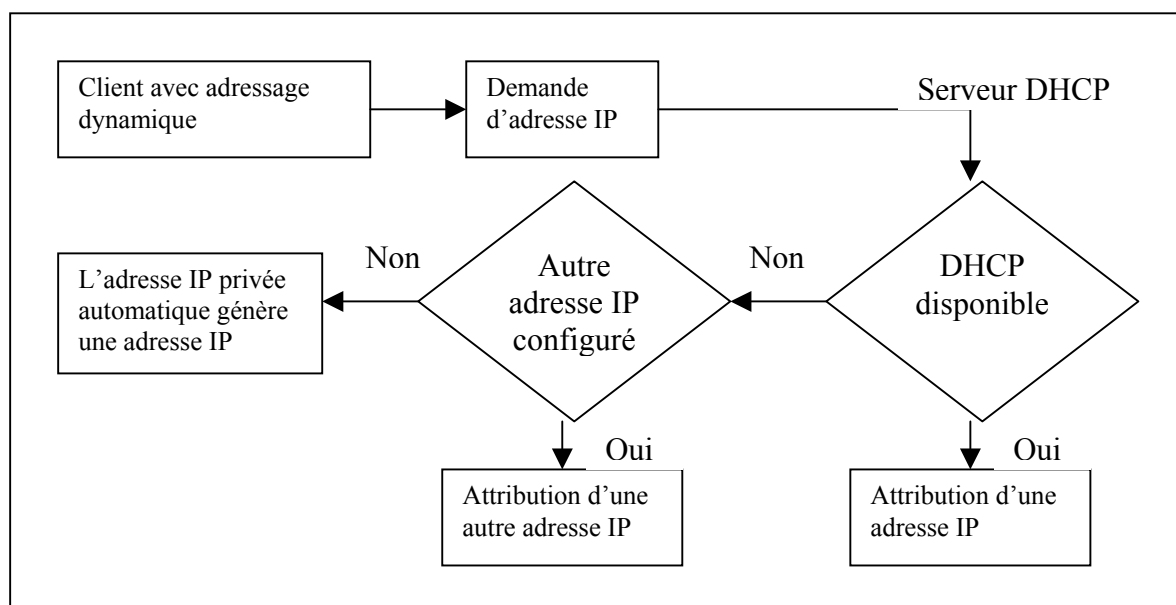 Client avec adressage
dynamique
Demande
d’adresse IP
Serveur DHCP
DHCP
disponible
Non
Autre
adresse IP
configuré
Non
L’adresse IP privée
automatique génère
une adresse IP
Oui
Attribution d’une
autre adresse IP
Oui
Attribution d’une
adresse IP